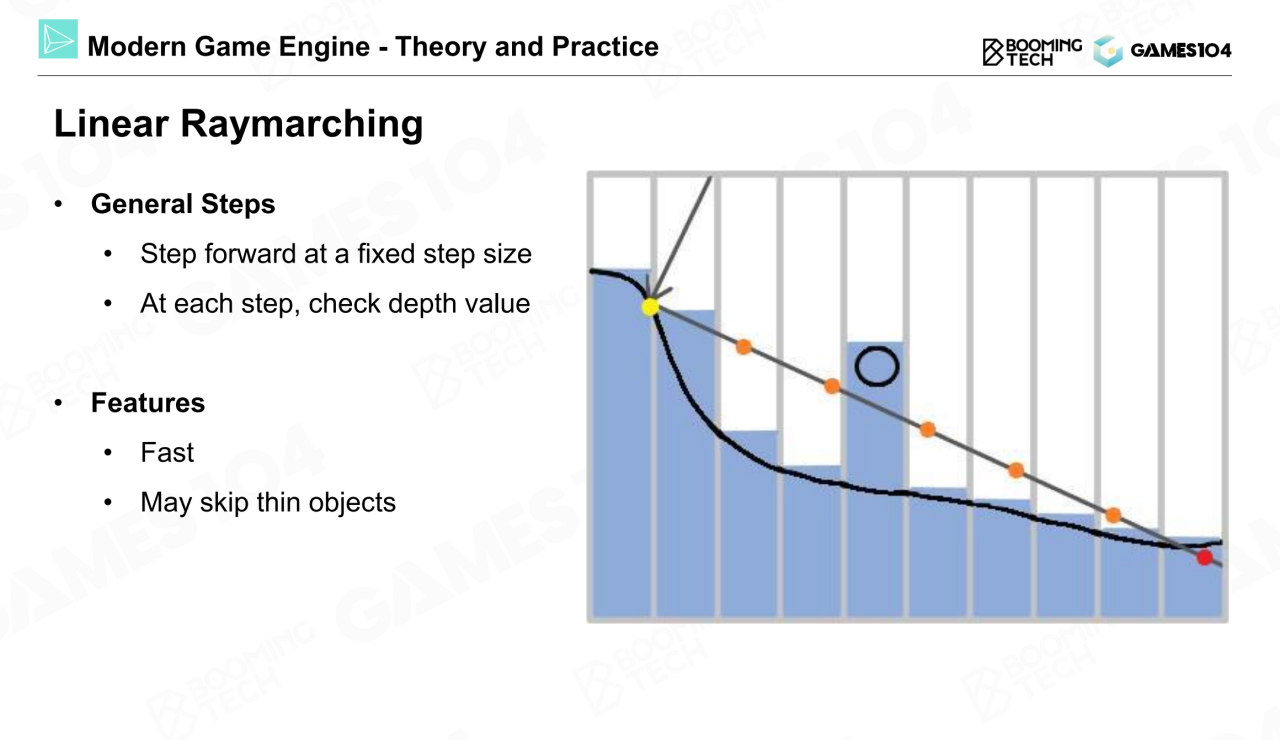 Modern Game Engine - Theory and Practice
BOOMING
TECH
GAMES104
Linear Raymarching
• General Steps
• Step forward at a fixed step size
• At each step, check depth value
• Features
• Fast
• May skip thin objects